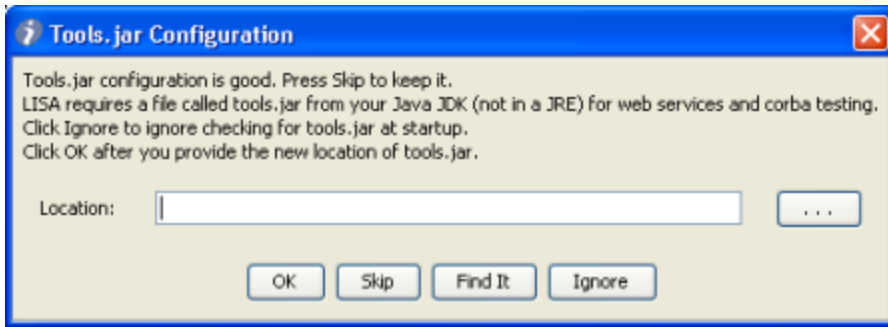 Tools.jar Configuration
Tools.jar configuration is good. Press Skip to keep it.
LISA requires a file called tools.jar from your Java JDK (not in a JRE) for web services and corba testing.
Click Ignore to ignore checking for tools.jar at startup.
Click OK after you provide the new location of tools.jar.
Location: ...
OK Skip Find It Ignore